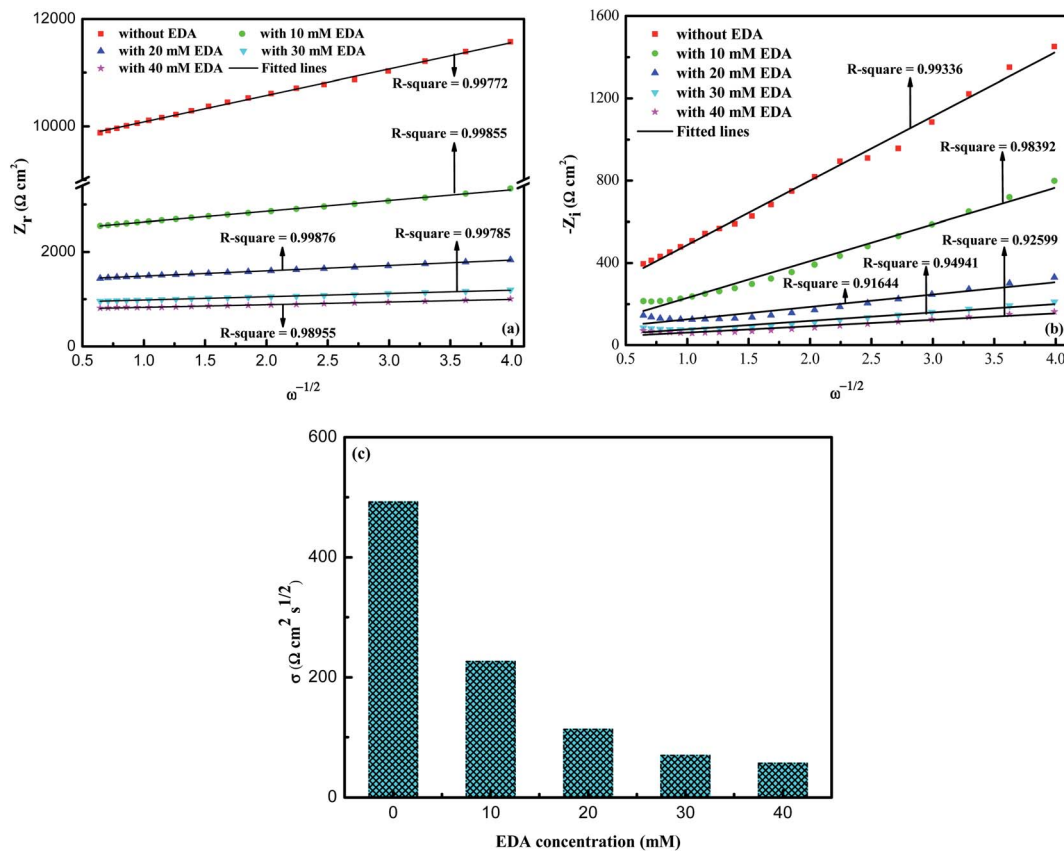 12000
10000
2000
0
Zr (Ω cm²)
without EDA
with 10 mM EDA
with 20 mM EDA
with 30 mM EDA
with 40 mM EDA
Fitted lines
R-square = 0.99772
R-square = 0.99855
R-square = 0.99876
R-square = 0.99785
R-square = 0.98955
(a)
0.5 1.0 1.5 2.0 2.5 3.0 3.5 4.0
ω⁻¹/²
1600
1200
800
400
0
-Zi (Ω cm²)
without EDA
with 10 mM EDA
with 20 mM EDA
with 30 mM EDA
with 40 mM EDA
Fitted lines
R-square = 0.99336
R-square = 0.98392
R-square = 0.92599
R-square = 0.94941
R-square = 0.91644
(b)
0.5 1.0 1.5 2.0 2.5 3.0 3.5 4.0
ω⁻¹/²
(c)
600
400
200
0
σ (Ω cm² s¹/²)
0 10 20 30 40
EDA concentration (mM)